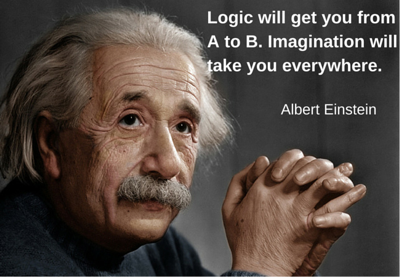 Logic will get you from
A to B. Imagination will
take you everywhere.
Albert Einstein